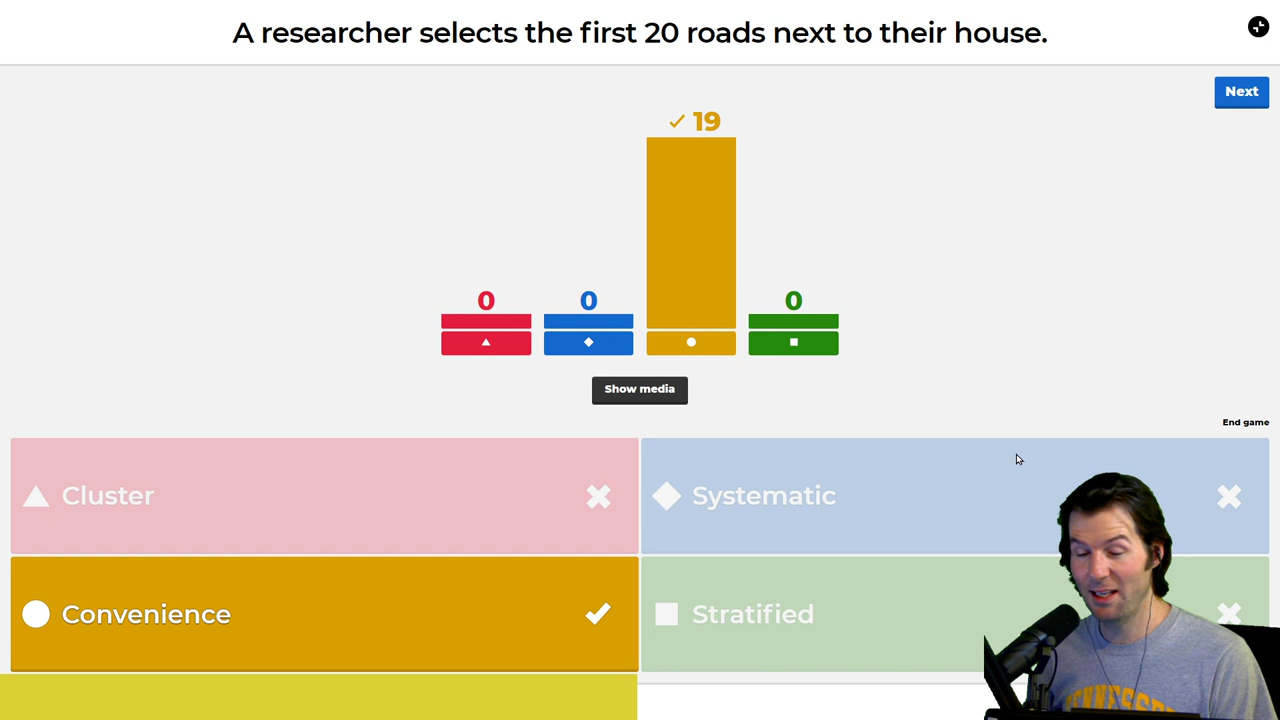 A researcher selects the first 20 roads next to their house.
Next
19
0
0
0
Show media
End game
Cluster
Systematic
Convenience
Stratified
TENNESSEE